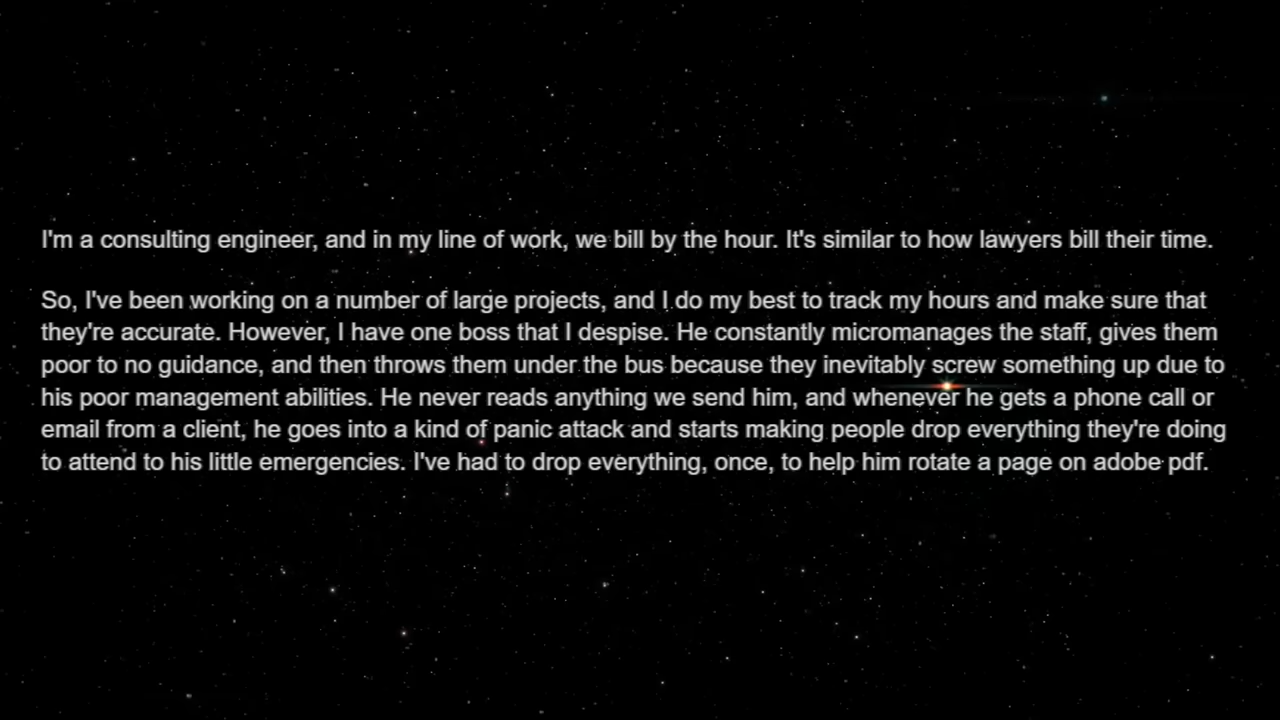 I'm a consulting engineer, and in my line of work, we bill by the hour. It's similar to how lawyers bill their time.
So, I've been working on a number of large projects, and I do my best to track my hours and make sure that
they're accurate. However, I have one boss that I despise. He constantly micromanages the staff, gives them
poor to no guidance, and then throws them under the bus because they inevitably screw something up due to
his poor management abilities. He never reads anything we send him, and whenever he gets a phone call or
email from a client, he goes into a kind of panic attack and starts making people drop everything they're doing
to attend to his little emergencies. I've had to drop everything, once, to help him rotate a page on adobe pdf.